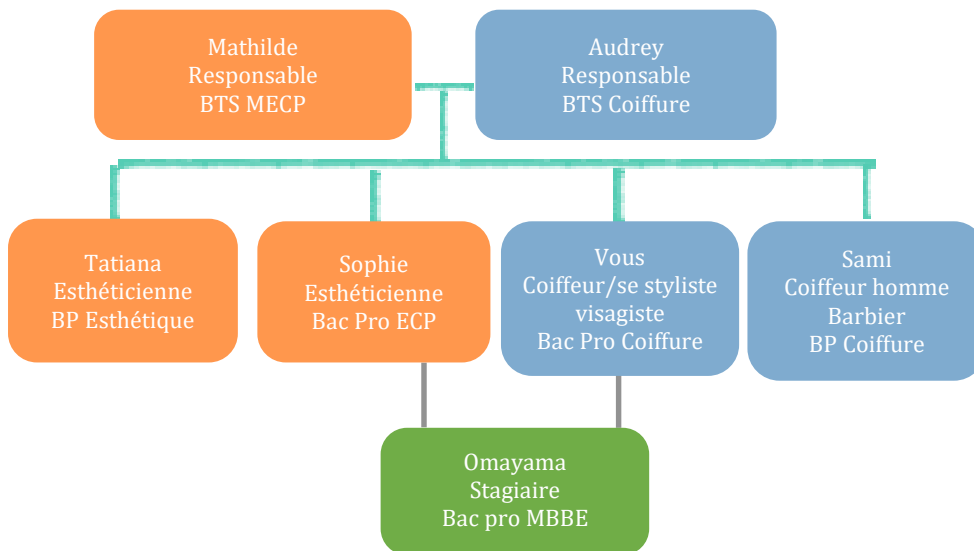 Mathilde
Responsable
BTS MECP
Audrey
Responsable
BTS Coiffure
Tatiana
Esthéticienne
BP Esthétique
Sophie
Esthéticienne
Bac Pro ECP
Vous
Coiffeur/se styliste
visagiste
Bac Pro Coiffure
Sami
Coiffeur homme
Barbier
BP Coiffure
Omayama
Stagiaire
Bac pro MBBE